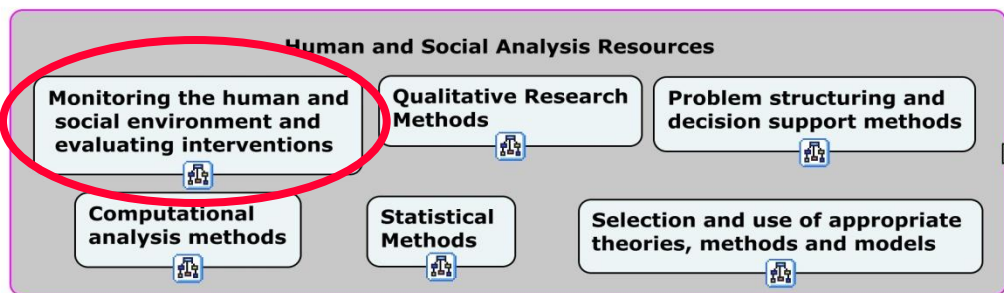 Human and Social Analysis Resources
Monitoring the human and
social environment and
evaluating interventions
Qualitative Research
Methods
Problem structuring and
decision support methods
Computational
analysis methods
Statistical
Methods
Selection and use of appropriate
theories, methods and models